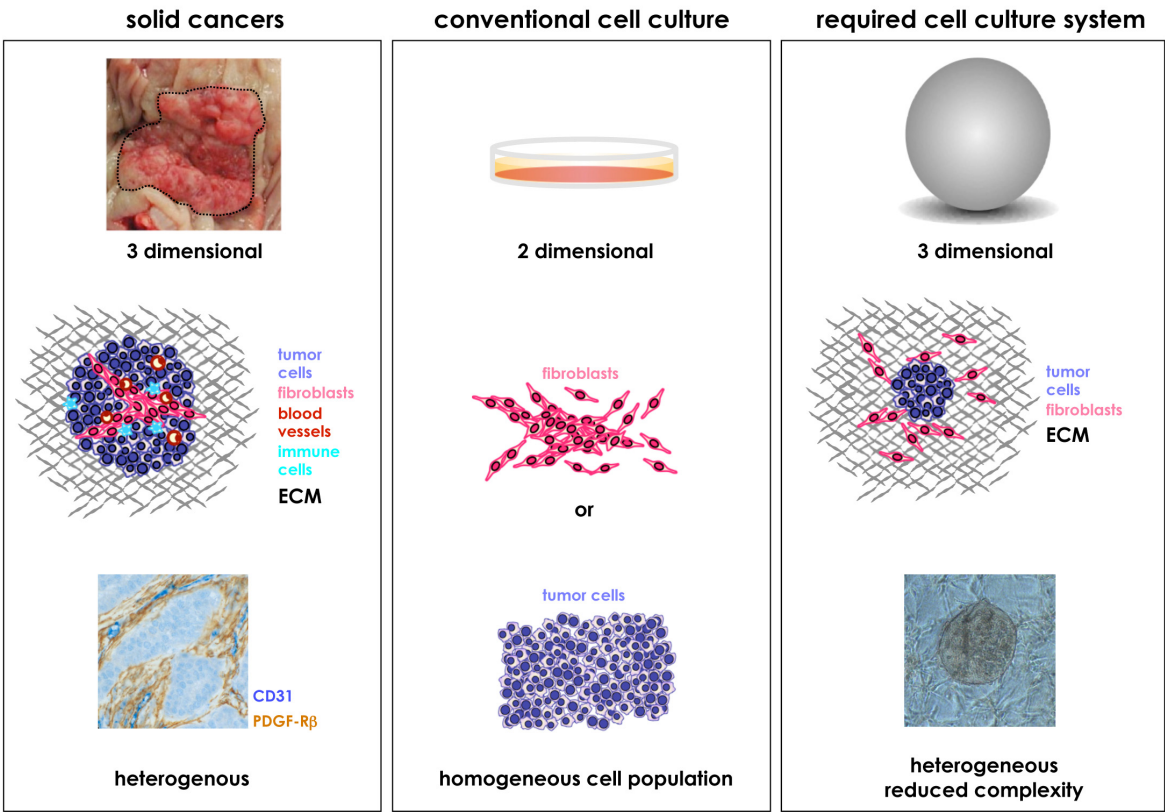 solid cancers
3 dimensional
tumor
cells
fibroblasts
blood
vessels
immune
cells
ECM
CD31
PDGF-Rβ
heterogenous
conventional cell culture
2 dimensional
fibroblasts
or
tumor cells
homogeneous cell population
required cell culture system
3 dimensional
tumor
cells
fibroblasts
ECM
heterogeneous
reduced complexity